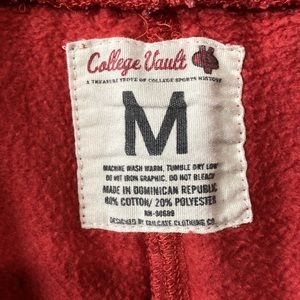 College Vault
A TREASURE TROVE OF COLLEGE SPORTS HISTORY
M
MACHINE WASH WARM, TUMBLE DRY LOW
DO NOT IRON GRAPHIC, DO NOT BLEACH
MADE IN DOMINICAN REPUBLIC
80% COTTON/ 20% POLYESTER
RN-90689
DESIGNED BY TAILGATE CLOTHING CO.